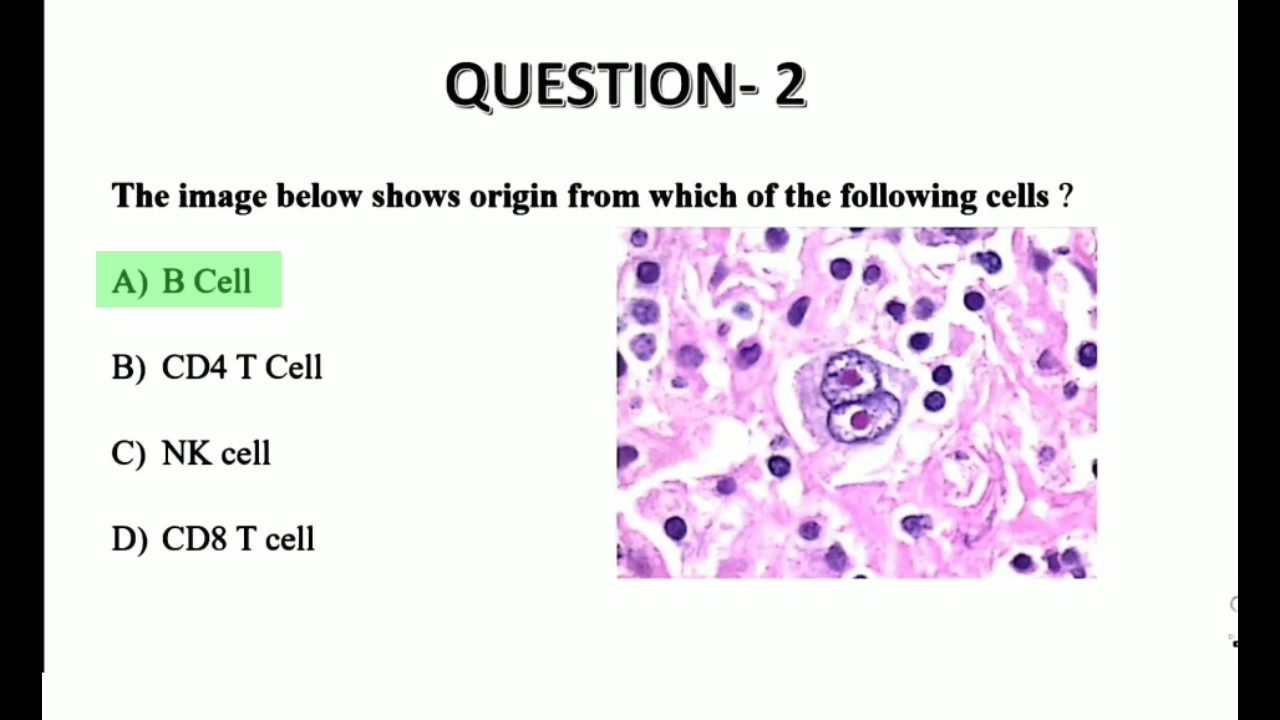 QUESTION- 2
The image below shows origin from which of the following cells ?
A) B Cell
B) CD4 T Cell
C) NK cell
D) CD8 T cell